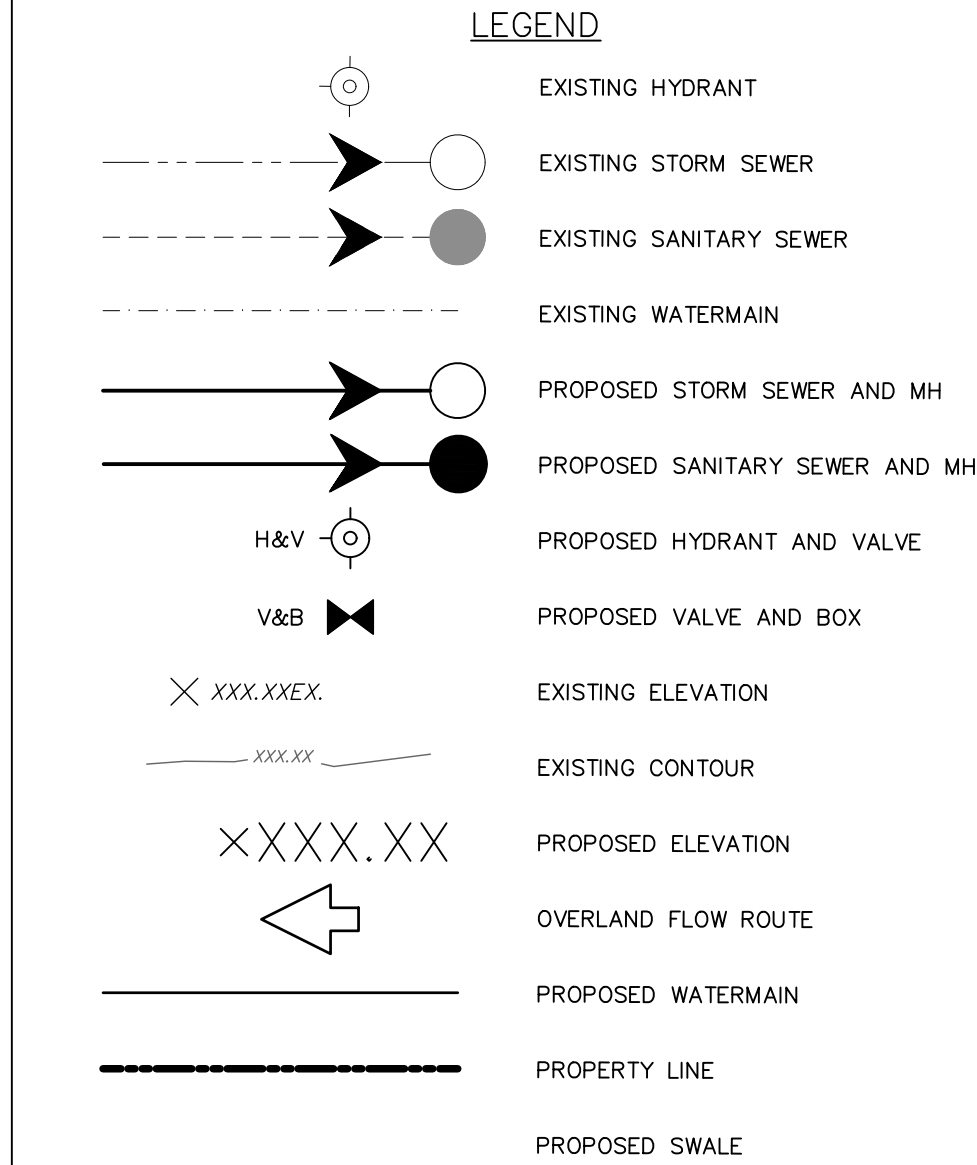 LEGEND
EXISTING HYDRANT
EXISTING STORM SEWER
EXISTING SANITARY SEWER
EXISTING WATERMAIN
PROPOSED STORM SEWER AND MH
PROPOSED SANITARY SEWER AND MH
H&V PROPOSED HYDRANT AND VALVE
V&B PROPOSED VALVE AND BOX
XXX.XXEX. EXISTING ELEVATION
XXX.XX EXISTING CONTOUR
XXX.XX PROPOSED ELEVATION
OVERLAND FLOW ROUTE
PROPOSED WATERMAIN
PROPERTY LINE
PROPOSED SWALE